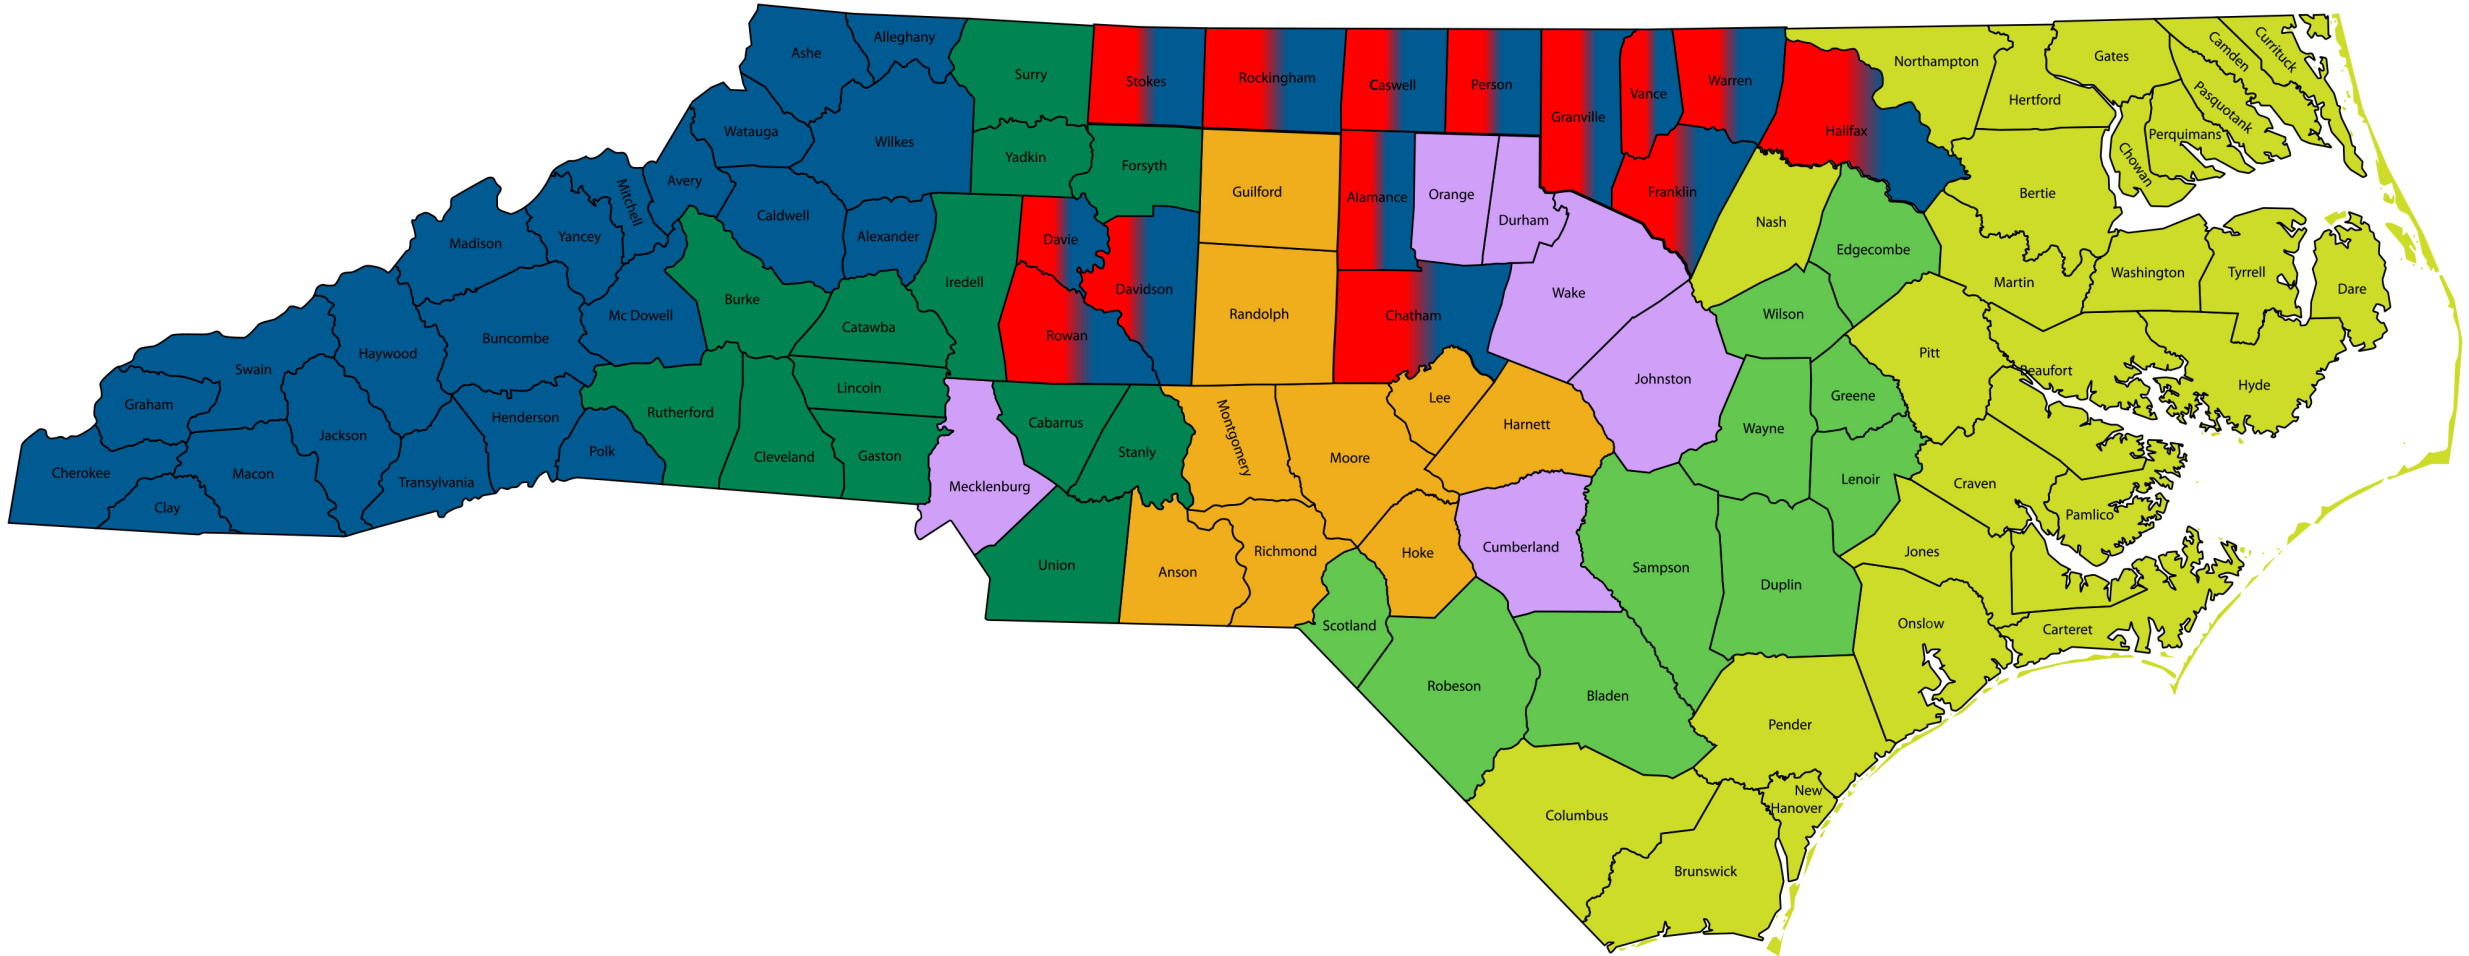 Ashe
Alleghany
Surry
Stokes
Rockingham
Caswell
Person
Granville
Vance
Warren
Halifax
Northampton
Gates
Camden
Currituck
Hertford
Pasquotank
Perquimans
Chowan
Watauga
Wilkes
Yadkin
Forsyth
Guilford
Alamance
Orange
Durham
Franklin
Nash
Edgecombe
Bertie
Martin
Washington
Tyrrell
Dare
Madison
Yancey
Mitchell
Avery
Caldwell
Alexander
Iredell
Davie
Davidson
Randolph
Chatham
Wake
Wilson
Pitt
Beaufort
Hyde
Haywood
Buncombe
Mc Dowell
Burke
Catawba
Rowan
Johnston
Greene
Swain
Graham
Jackson
Henderson
Rutherford
Lincoln
Cabarrus
Stanly
Montgomery
Moore
Lee
Harnett
Wayne
Lenoir
Craven
Pamlico
Cherokee
Clay
Macon
Transylvania
Polk
Cleveland
Gaston
Mecklenburg
Union
Anson
Richmond
Hoke
Cumberland
Sampson
Duplin
Jones
Onslow
Carteret
Scotland
Robeson
Bladen
Pender
New
Hanover
Columbus
Brunswick